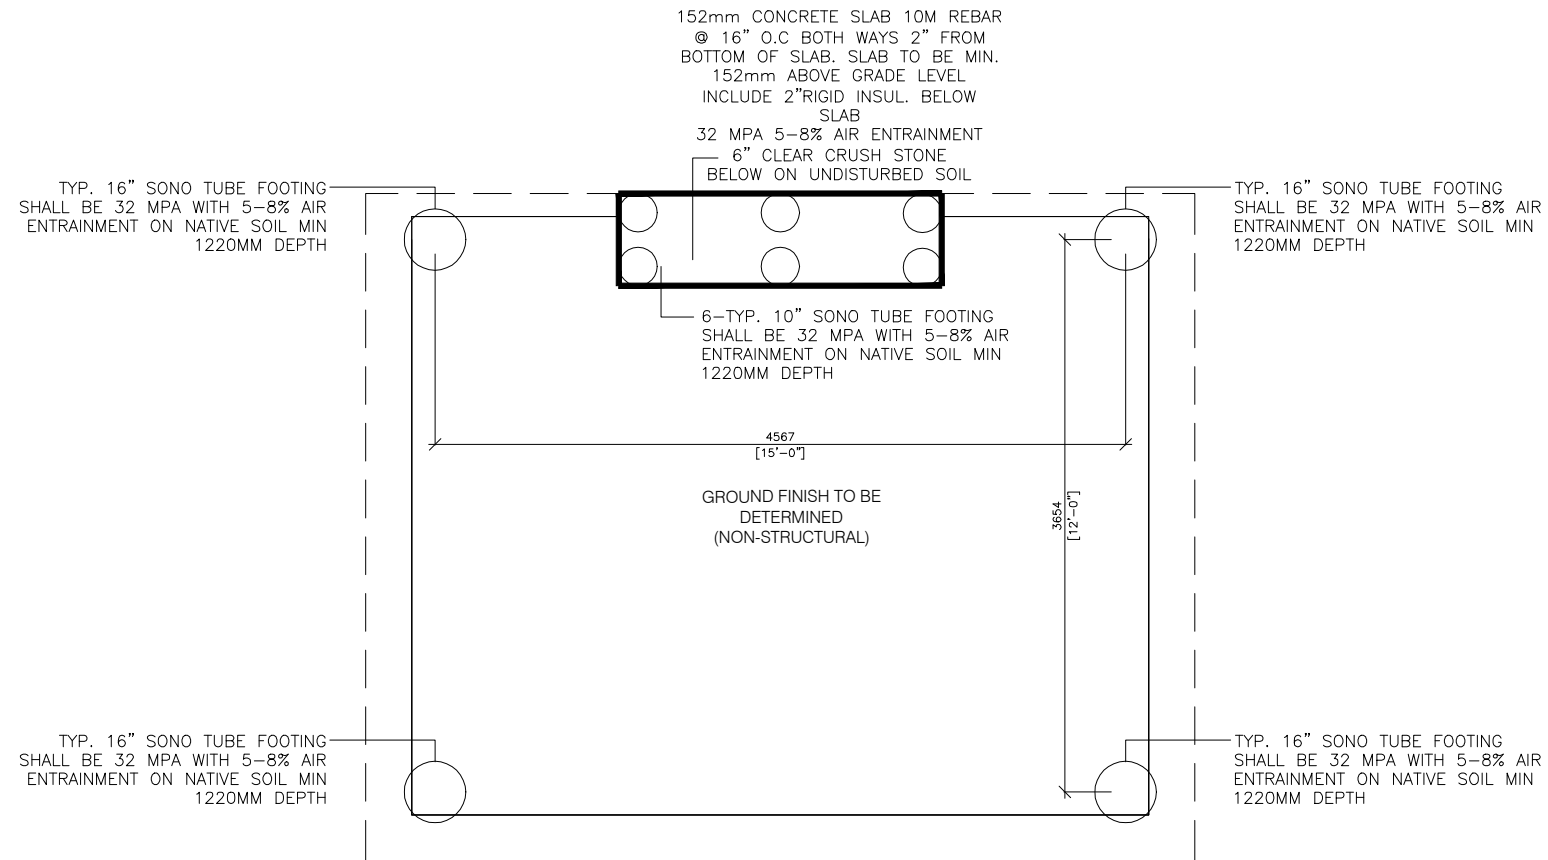 152mm CONCRETE SLAB 10M REBAR
@ 16” O.C BOTH WAYS 2” FROM
BOTTOM OF SLAB. SLAB TO BE MIN.
152mm ABOVE GRADE LEVEL
INCLUDE 2”RIGID INSUL. BELOW
SLAB
32 MPA 5-8% AIR ENTRAINMENT
6” CLEAR CRUSH STONE
BELOW ON UNDISTURBED SOIL
TYP. 16” SONO TUBE FOOTING
SHALL BE 32 MPA WITH 5-8% AIR
ENTRAINMENT ON NATIVE SOIL MIN
1220MM DEPTH
TYP. 16” SONO TUBE FOOTING
SHALL BE 32 MPA WITH 5-8% AIR
ENTRAINMENT ON NATIVE SOIL MIN
1220MM DEPTH
6-TYP. 10” SONO TUBE FOOTING
SHALL BE 32 MPA WITH 5-8% AIR
ENTRAINMENT ON NATIVE SOIL MIN
1220MM DEPTH
4567
[15'-0"]
GROUND FINISH TO BE
DETERMINED
(NON-STRUCTURAL)
3654
[12'-0"]
TYP. 16” SONO TUBE FOOTING
SHALL BE 32 MPA WITH 5-8% AIR
ENTRAINMENT ON NATIVE SOIL MIN
1220MM DEPTH
TYP. 16” SONO TUBE FOOTING
SHALL BE 32 MPA WITH 5-8% AIR
ENTRAINMENT ON NATIVE SOIL MIN
1220MM DEPTH